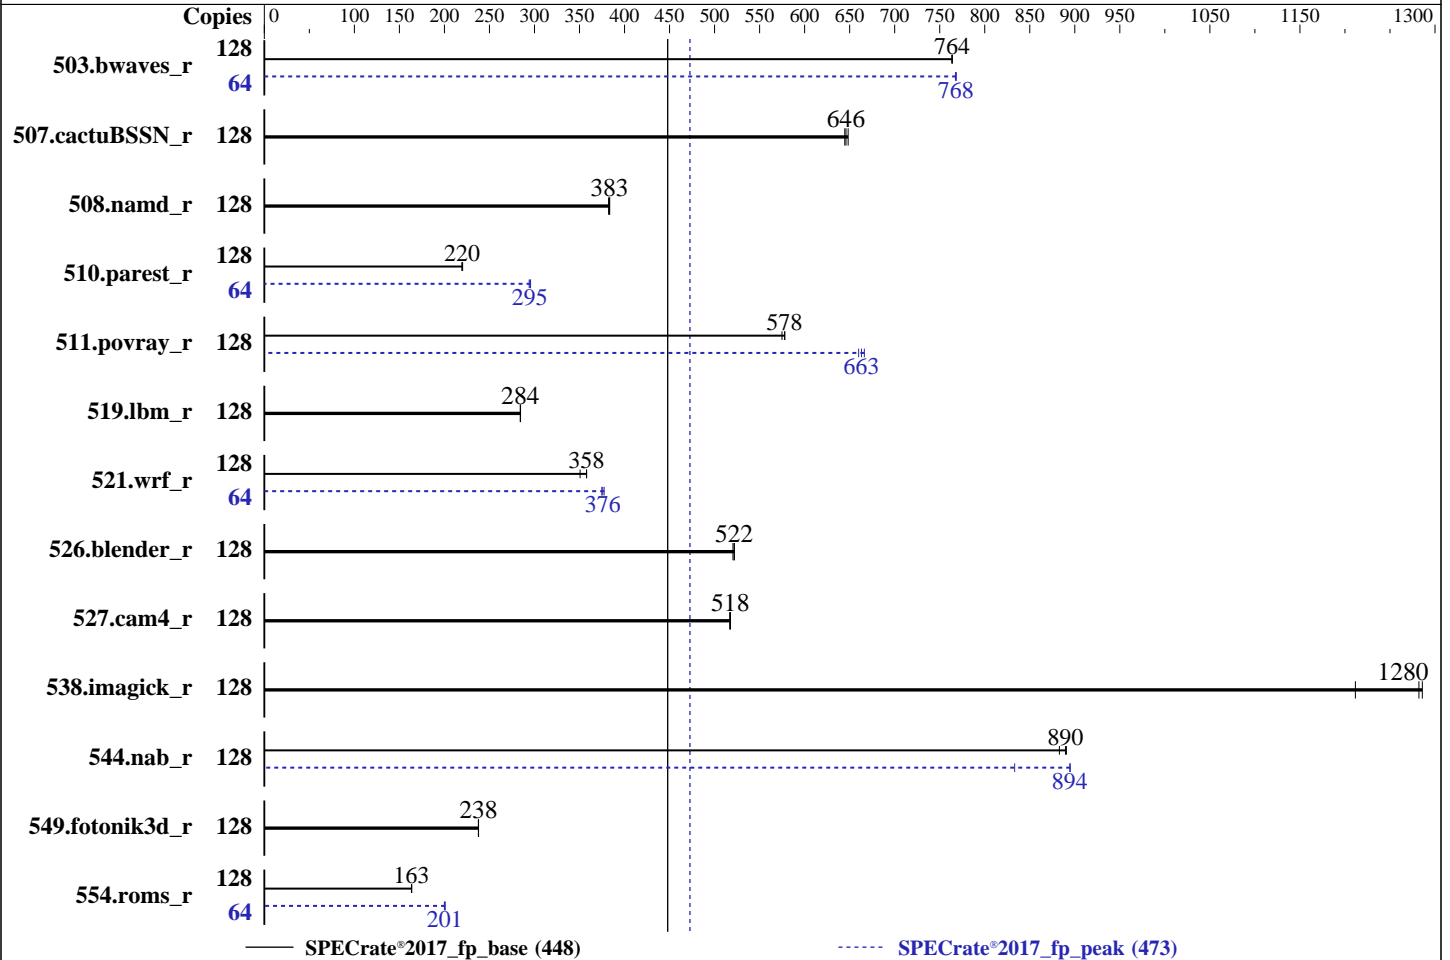 Copies 0 100 150 200 250 300 350 400 450 500 550 600 650 700 750 800 850 900 950 1050 1150 1300
503.bwaves_r 128 764
64 768
507.cactuBSSN_r 128 646
508.namd_r 128 383
510.parest_r 128 220
64 295
511.povray_r 128 578
663
519.lbm_r 128 284
521.wrf_r 128 358
64 376
526.blender_r 128 522
527.cam4_r 128 518
538.imagick_r 128 1280
544.nab_r 128 890
894
549.fotonik3d_r 128 238
554.roms_r 128 163
64 201
SPECrate®2017_fp_base (448) SPECrate®2017_fp_peak (473)